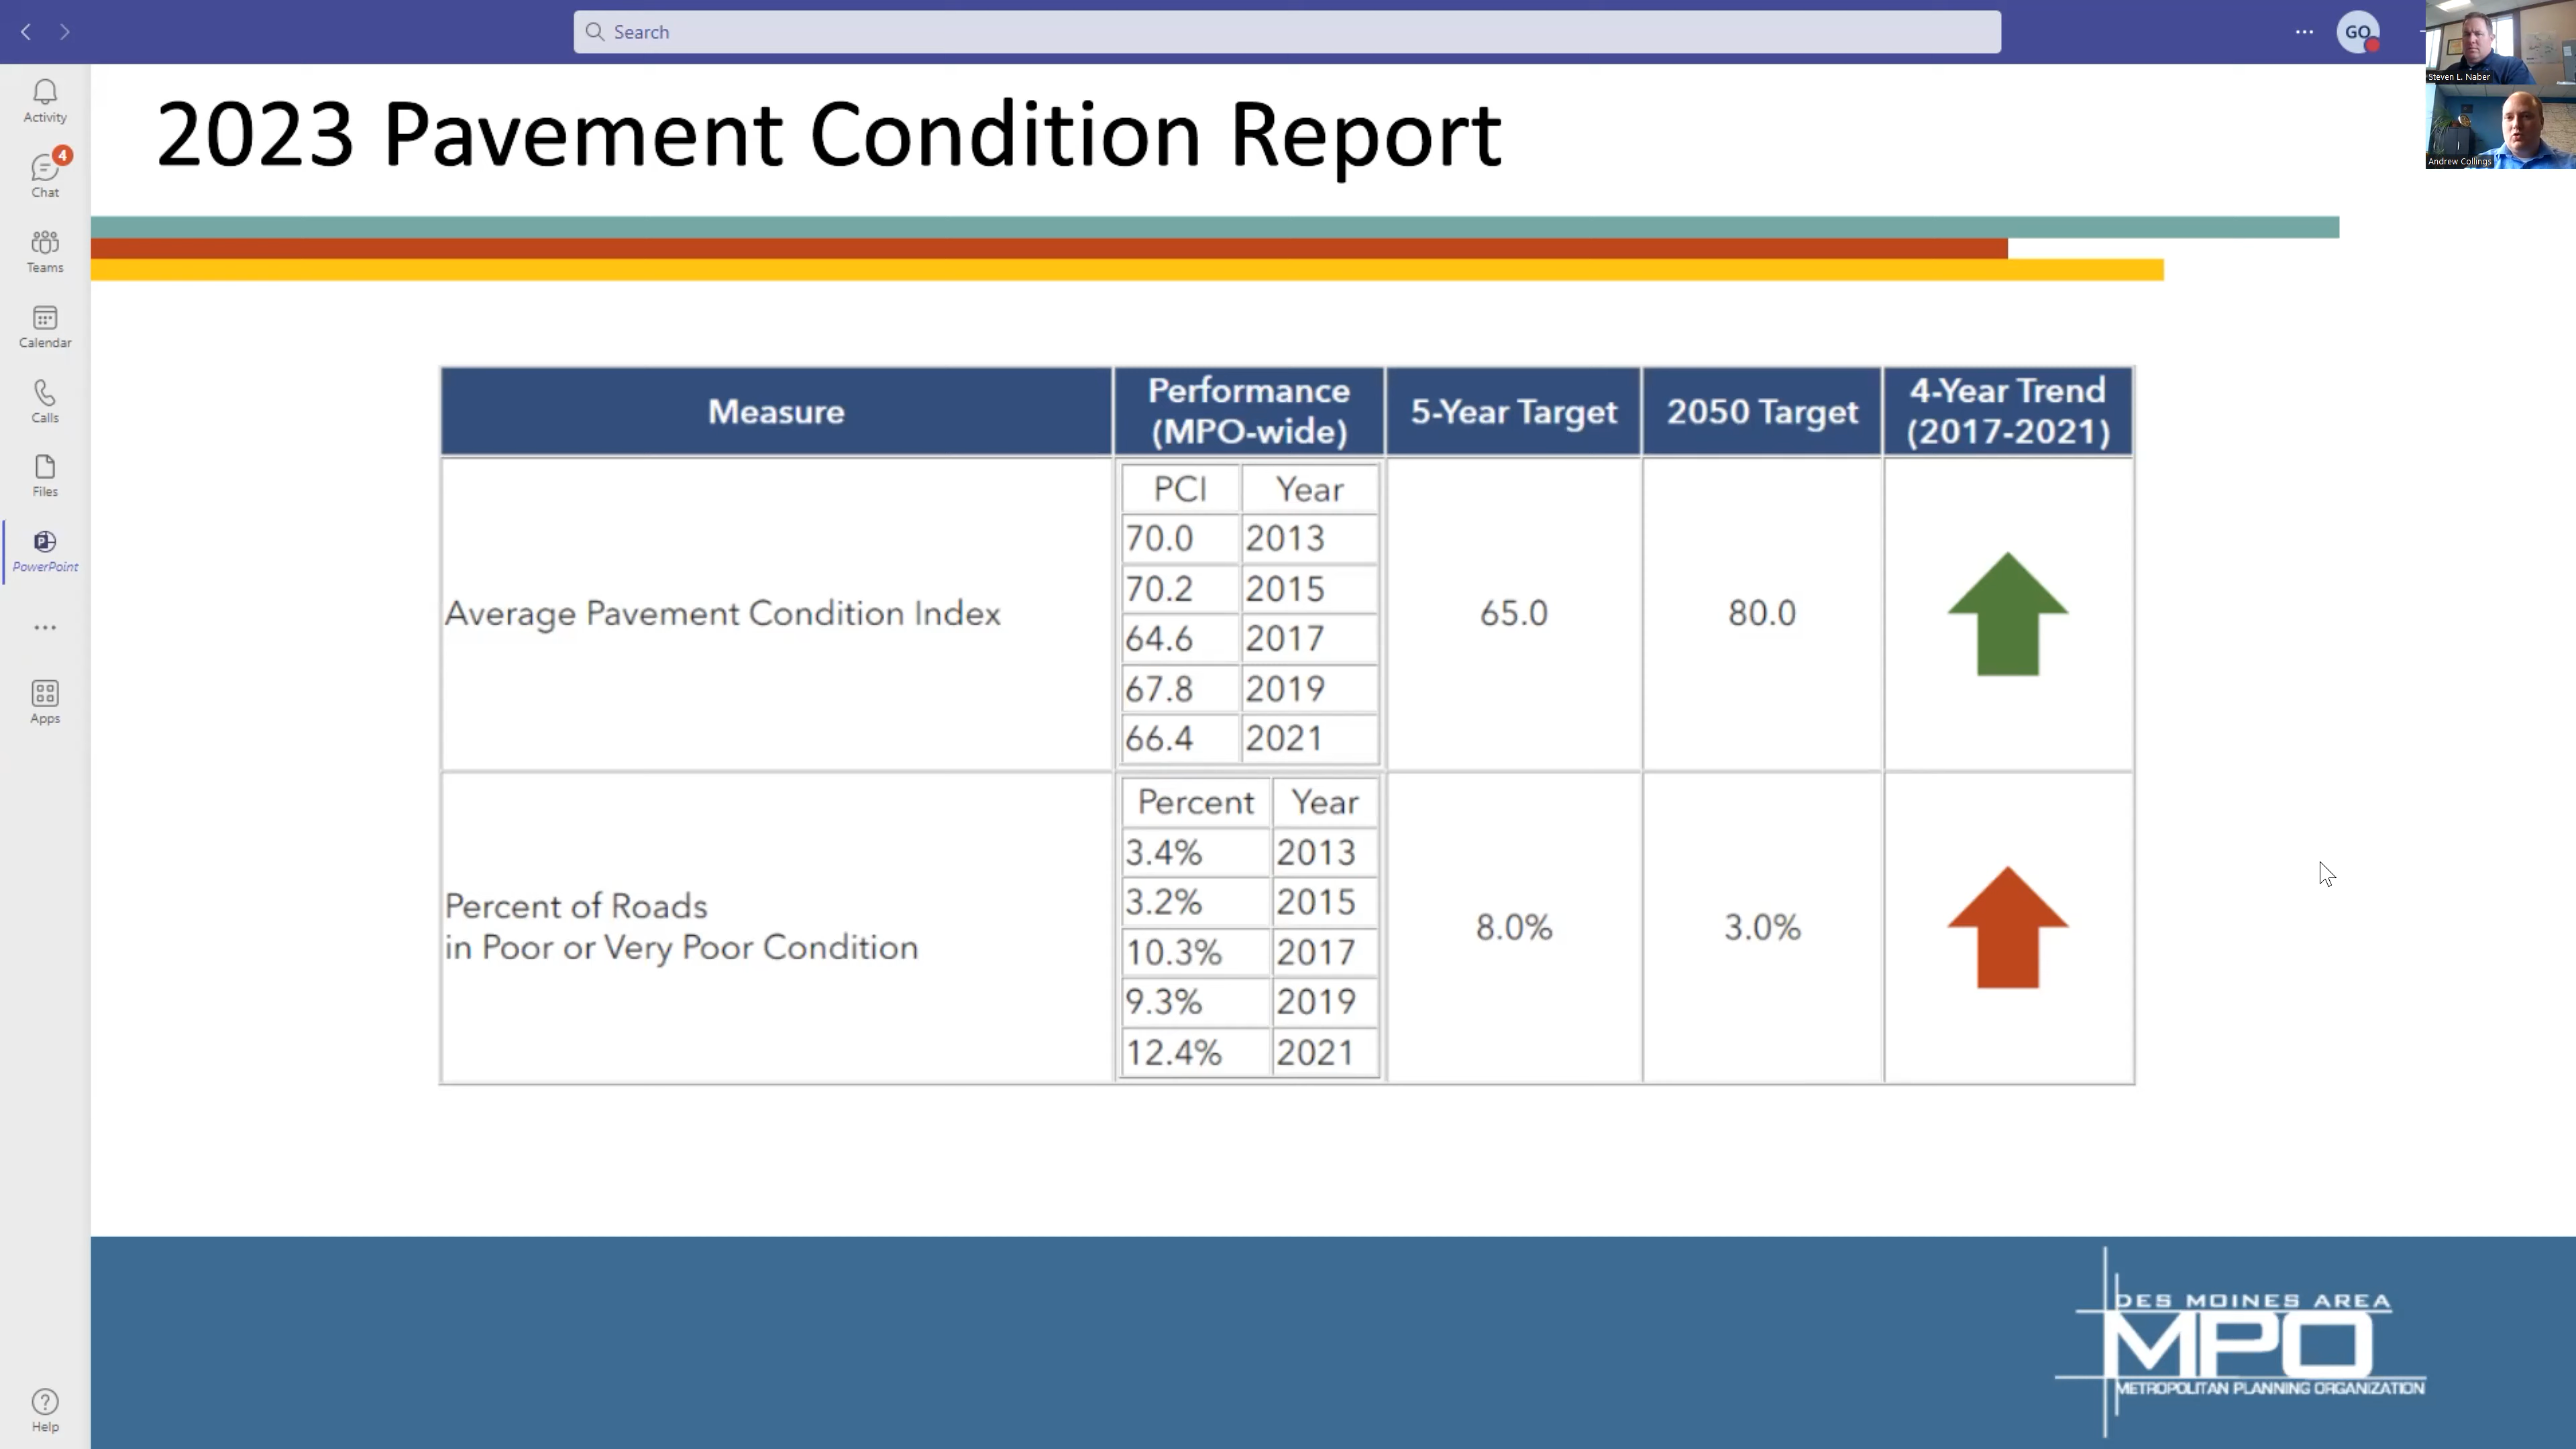 Search
GO
Steven L. Naber
Andrew Collings
Activity
4
Chat
Teams
Calendar
Calls
Files
PowerPoint
Apps
Help
2023 Pavement Condition Report
Measure
Performance
(MPO-wide)
5-Year Target
2050 Target
4-Year Trend
(2017-2021)
Average Pavement Condition Index
PCI Year
70.0 2013
70.2 2015
64.6 2017
67.8 2019
66.4 2021
65.0
80.0
Percent of Roads
in Poor or Very Poor Condition
Percent Year
3.4% 2013
3.2% 2015
10.3% 2017
9.3% 2019
12.4% 2021
8.0%
3.0%
DES MOINES AREA
MPO
METROPOLITAN PLANNING ORGANIZATION